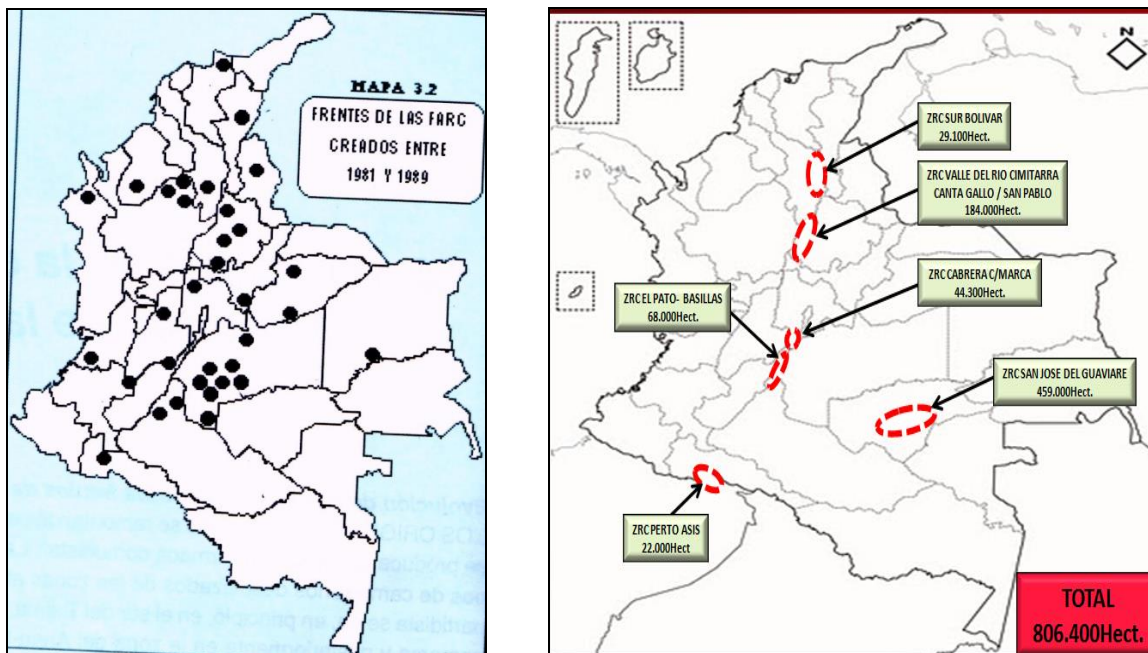 MAPA 3.2
FRENTES DE LAS FARC
CREADOS ENTRE
1981 Y 1989
N
ZRC SUR BOLIVAR
29.100Hect.
ZRC VALLE DEL RIO CIMITARRA
CANTA GALLO / SAN PABLO
184.000Hect.
ZRC CABRERA C/MARCA
44.300Hect.
ZRC EL PATO- BASILLAS
68.000Hect.
ZRC SAN JOSE DEL GUAVIARE
459.000Hect.
ZRC PERTO ASIS
22.000Hect
TOTAL
806.400Hect.